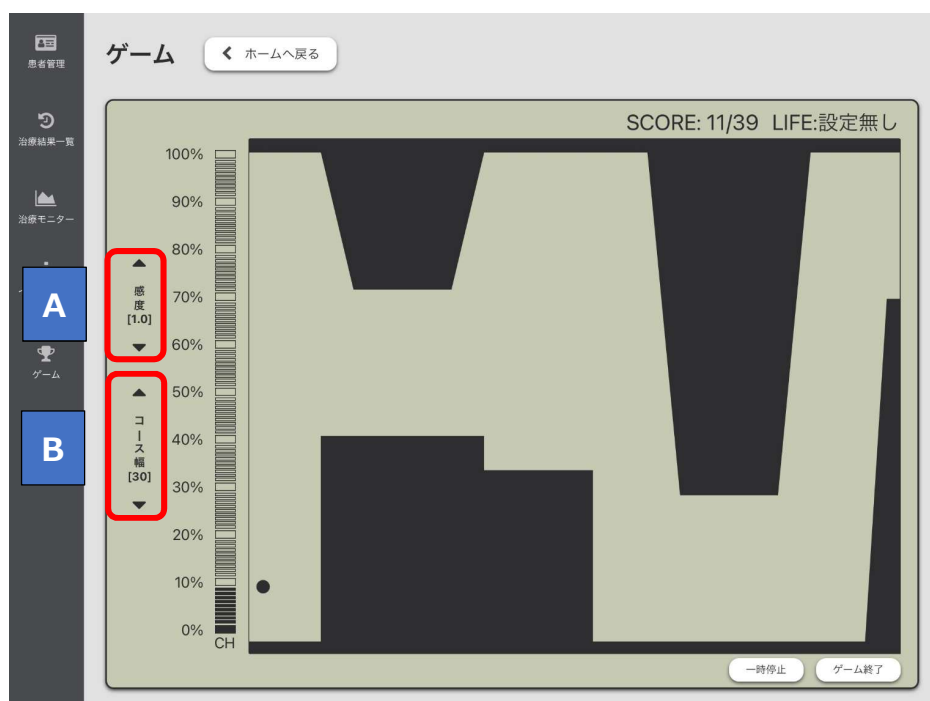 患者管理
治療結果一覧
治療モニター
ゲーム
A
B
ゲーム
ホームへ戻る
SCORE: 11/39 LIFE:設定無し
感度
[1.0]
コース幅
[30]
100%
90%
80%
70%
60%
50%
40%
30%
20%
10%
0%
CH
一時停止
ゲーム終了